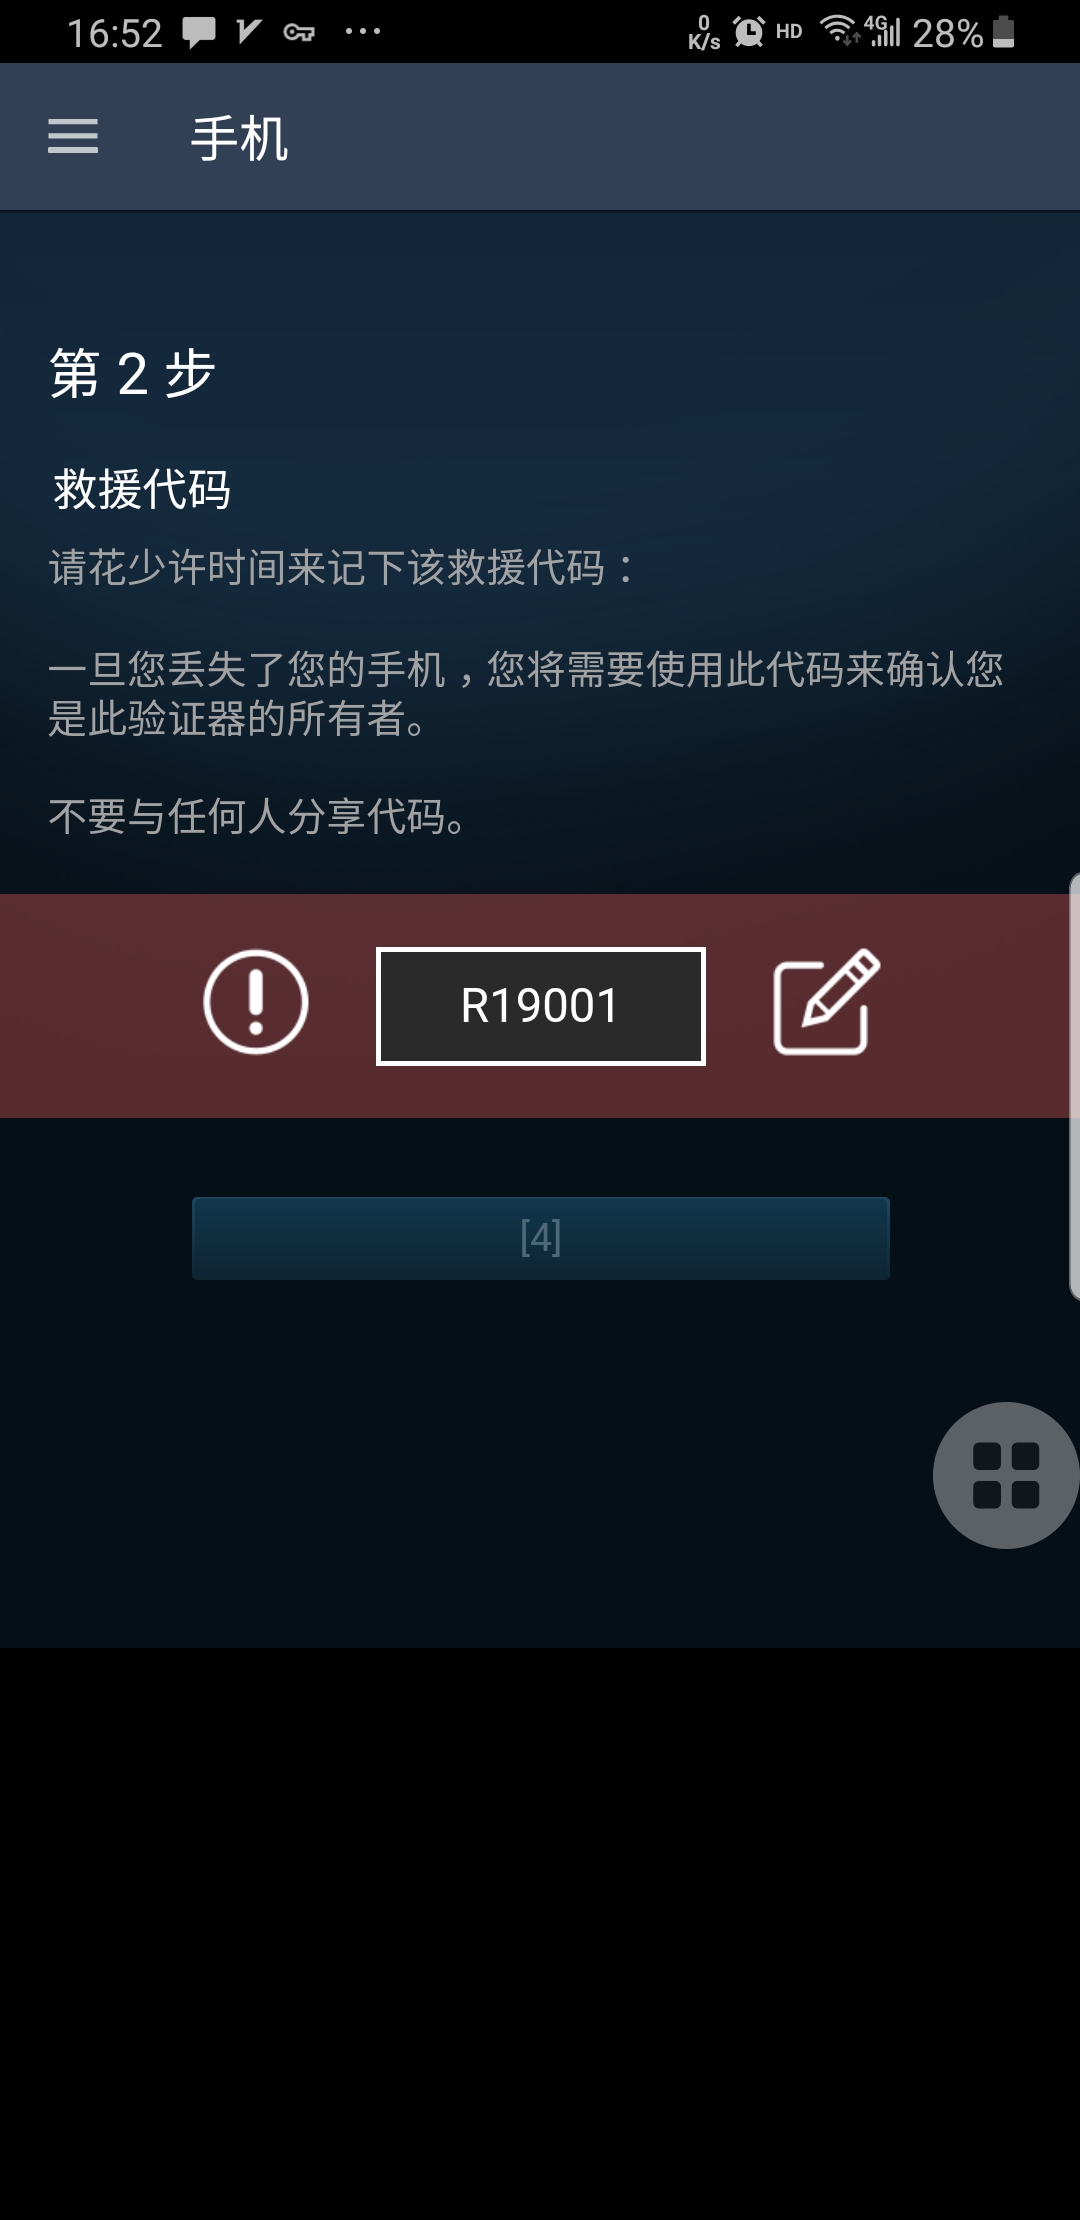 16:52 ... 0 K/s HD 4G 28%
手机
第 2 步
救援代码
请花少许时间来记下该救援代码：
一旦您丢失了您的手机，您将需要使用此代码来确认您
是此验证器的所有者。
不要与任何人分享代码。
R19001
[4]